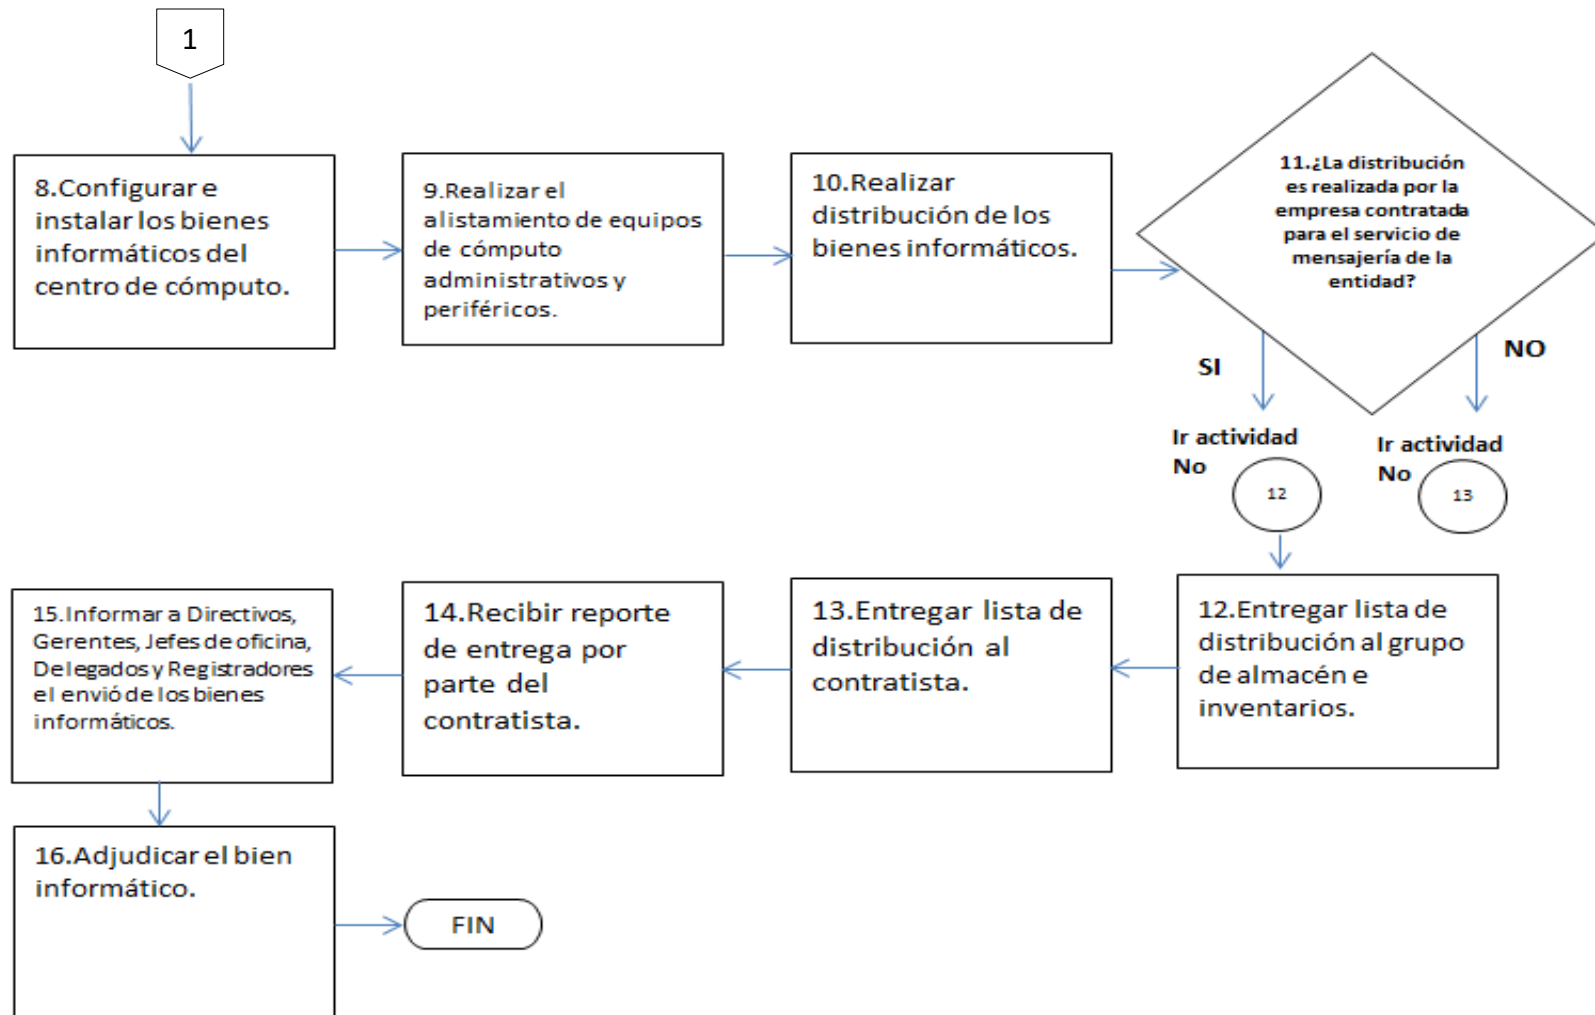 1
8.Configurar e
instalar los bienes
informáticos del
centro de cómputo.
9.Realizar el
alistamiento de equipos
de cómputo
administrativos y
periféricos.
10.Realizar
distribución de los
bienes informáticos.
11.¿La distribución
es realizada por la
empresa contratada
para el servicio de
mensajería de la
entidad?
SI
NO
Ir actividad
No
12
Ir actividad
No
13
12.Entregar lista de
distribución al grupo
de almacén e
inventarios.
13.Entregar lista de
distribución al
contratista.
14.Recibir reporte
de entrega por
parte del
contratista.
15.Informar a Directivos,
Gerentes, Jefes de oficina,
Delegados y Registradores
el envió de los bienes
informáticos.
16.Adjudicar el bien
informático.
FIN